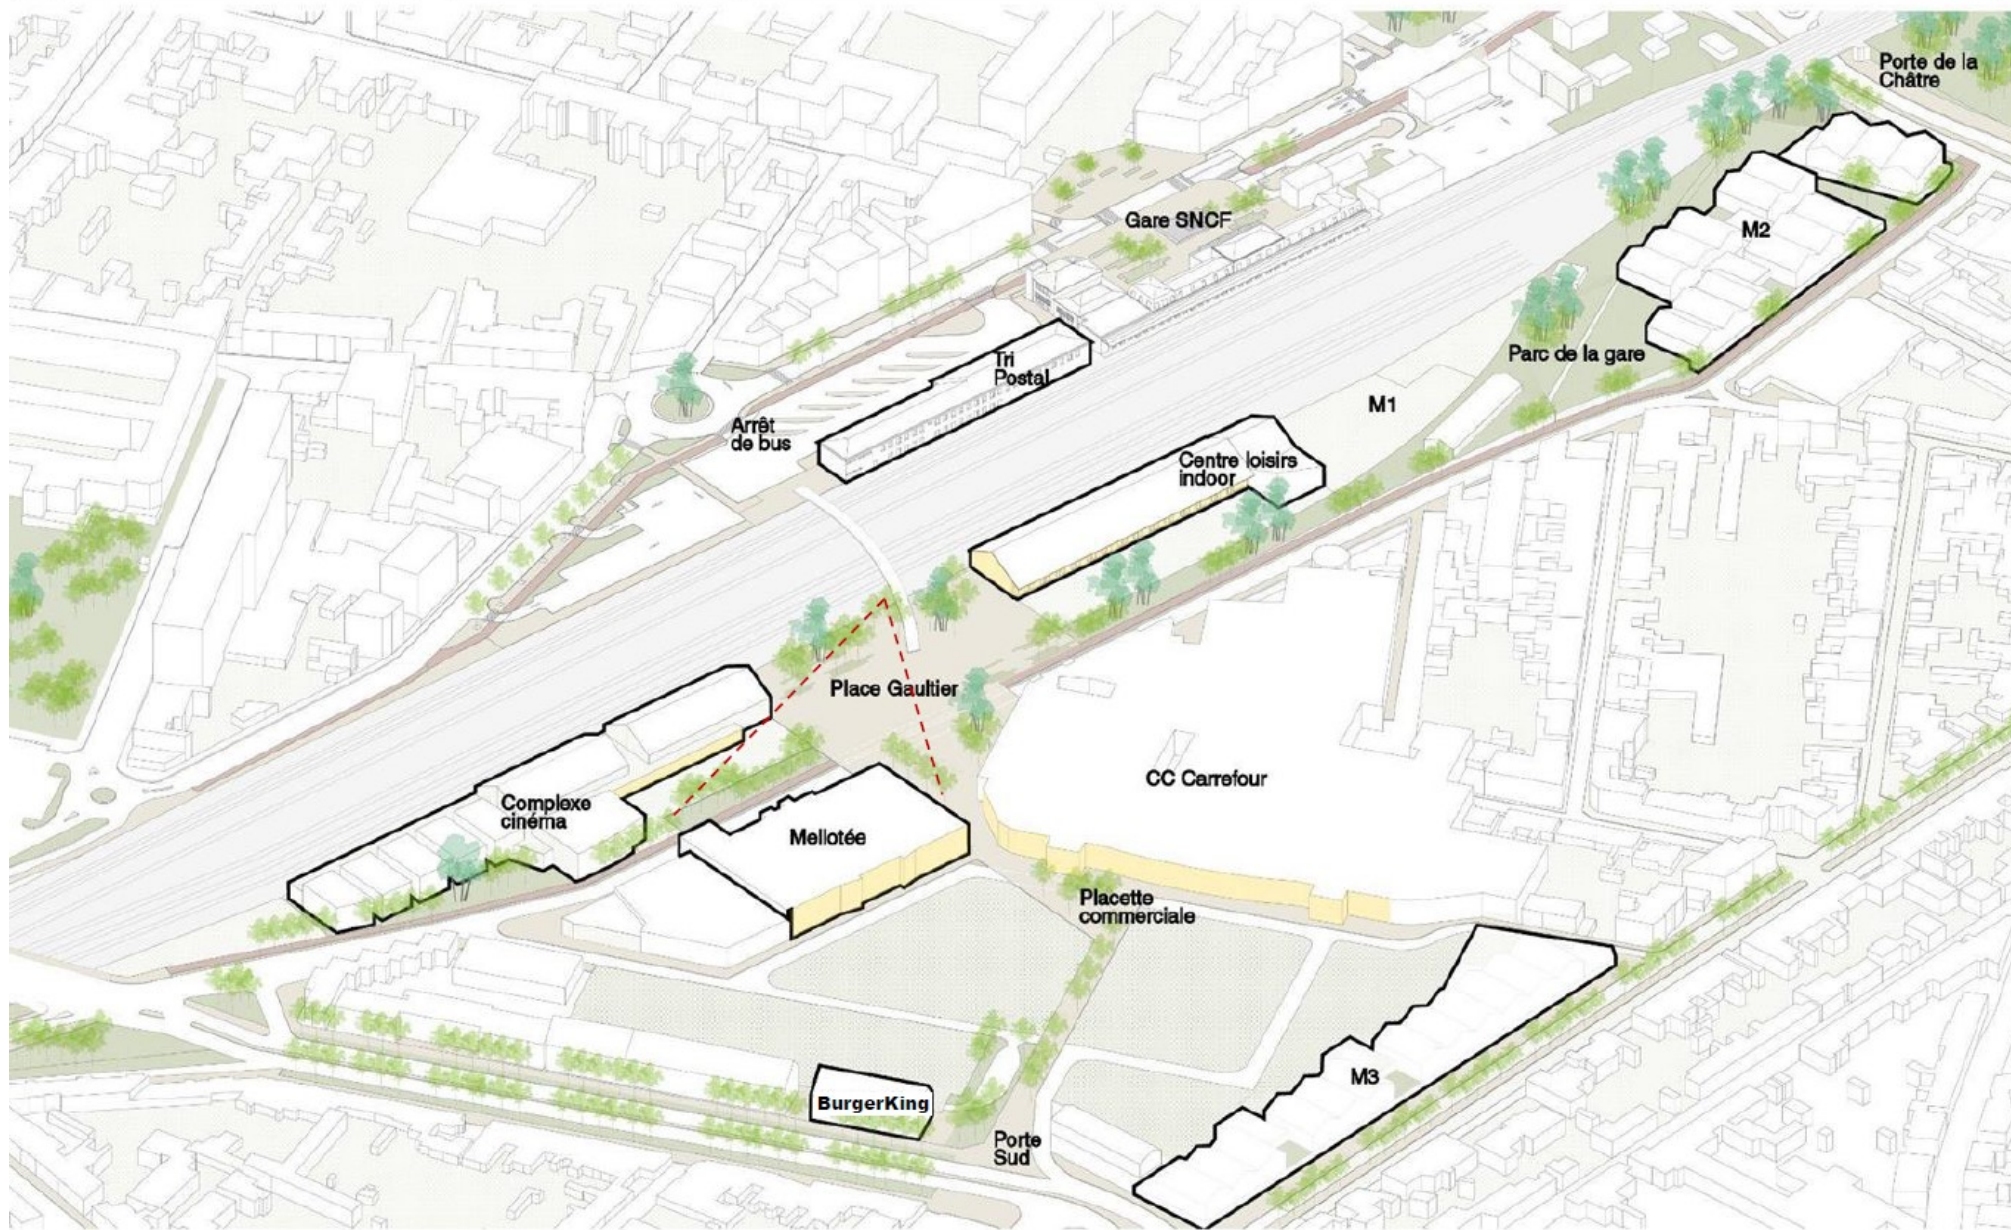 Porte de la
Châtre
Gare SNCF
M2
Tri
Postal
Parc de la gare
M1
Arrêt
de bus
Centre loisirs
indoor
Place Gaultier
CC Carrefour
Complexe
cinéma
Mellotée
Placette
commerciale
M3
BurgerKing
Porte
Sud